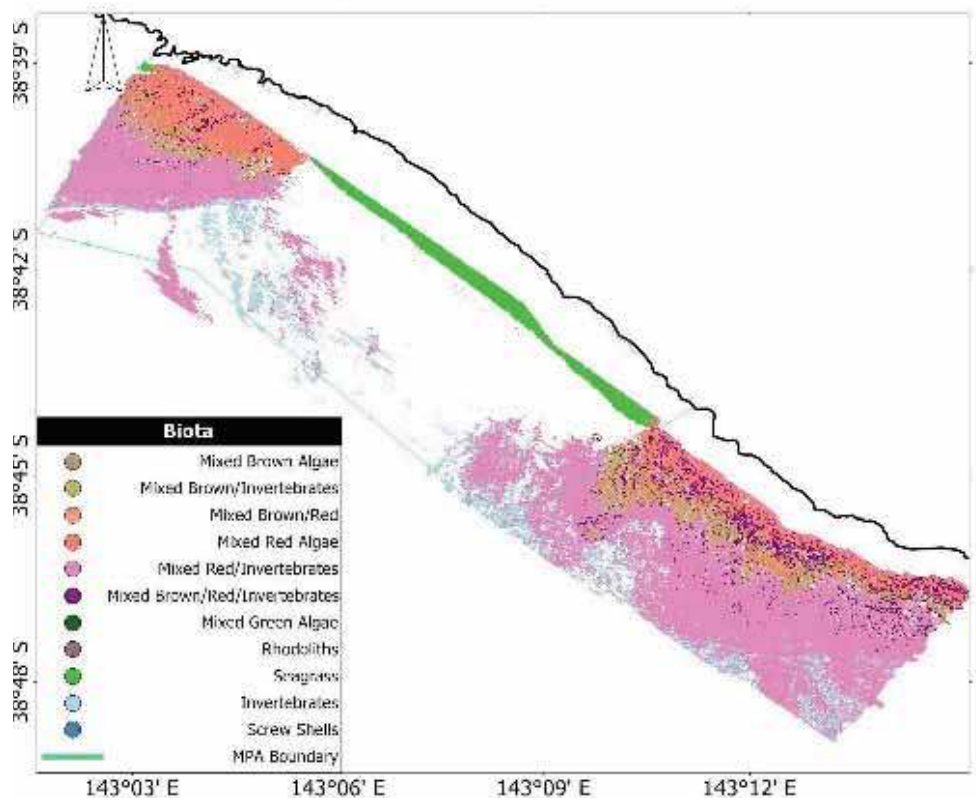 38°39' S
38°42' S
38°45' S
38°48' S
Biota
Mixed Brown Algae
Mixed Brown/Invertebrates
Mixed Brown/Red
Mixed Red Algae
Mixed Red/Invertebrates
Mixed Brown/Red/Invertebrates
Mixed Green Algae
Rhodoliths
Seagrass
Invertebrates
Screw Shells
MPA Boundary
143°03' E
143°06' E
143°09' E
143°12' E